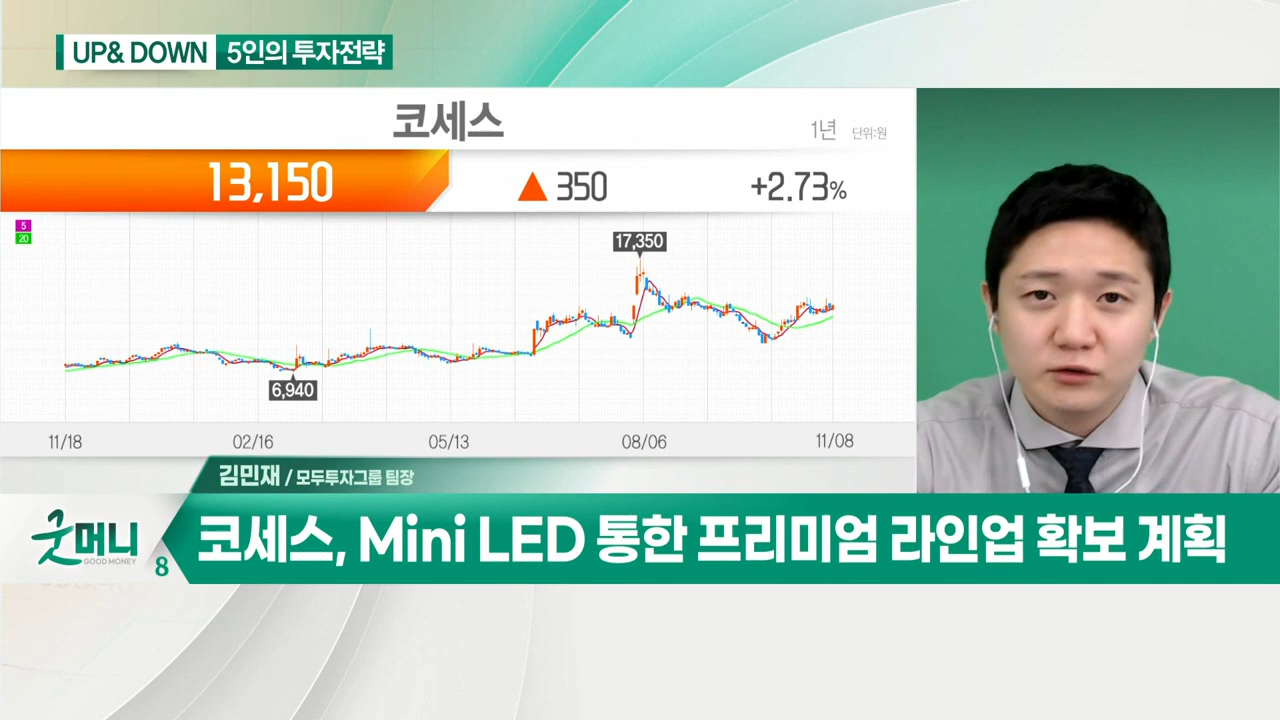 UP& DOWN 5인의 투자전략
코세스
1년 단위:원
13,150 ▲ 350 +2.73%
5
20
17,350
6,940
11/18 02/16 05/13 08/06 11/08
김민재 / 모두투자그룹 팀장
굿머니
GOOD MONEY
8
코세스, Mini LED 통한 프리미엄 라인업 확보 계획